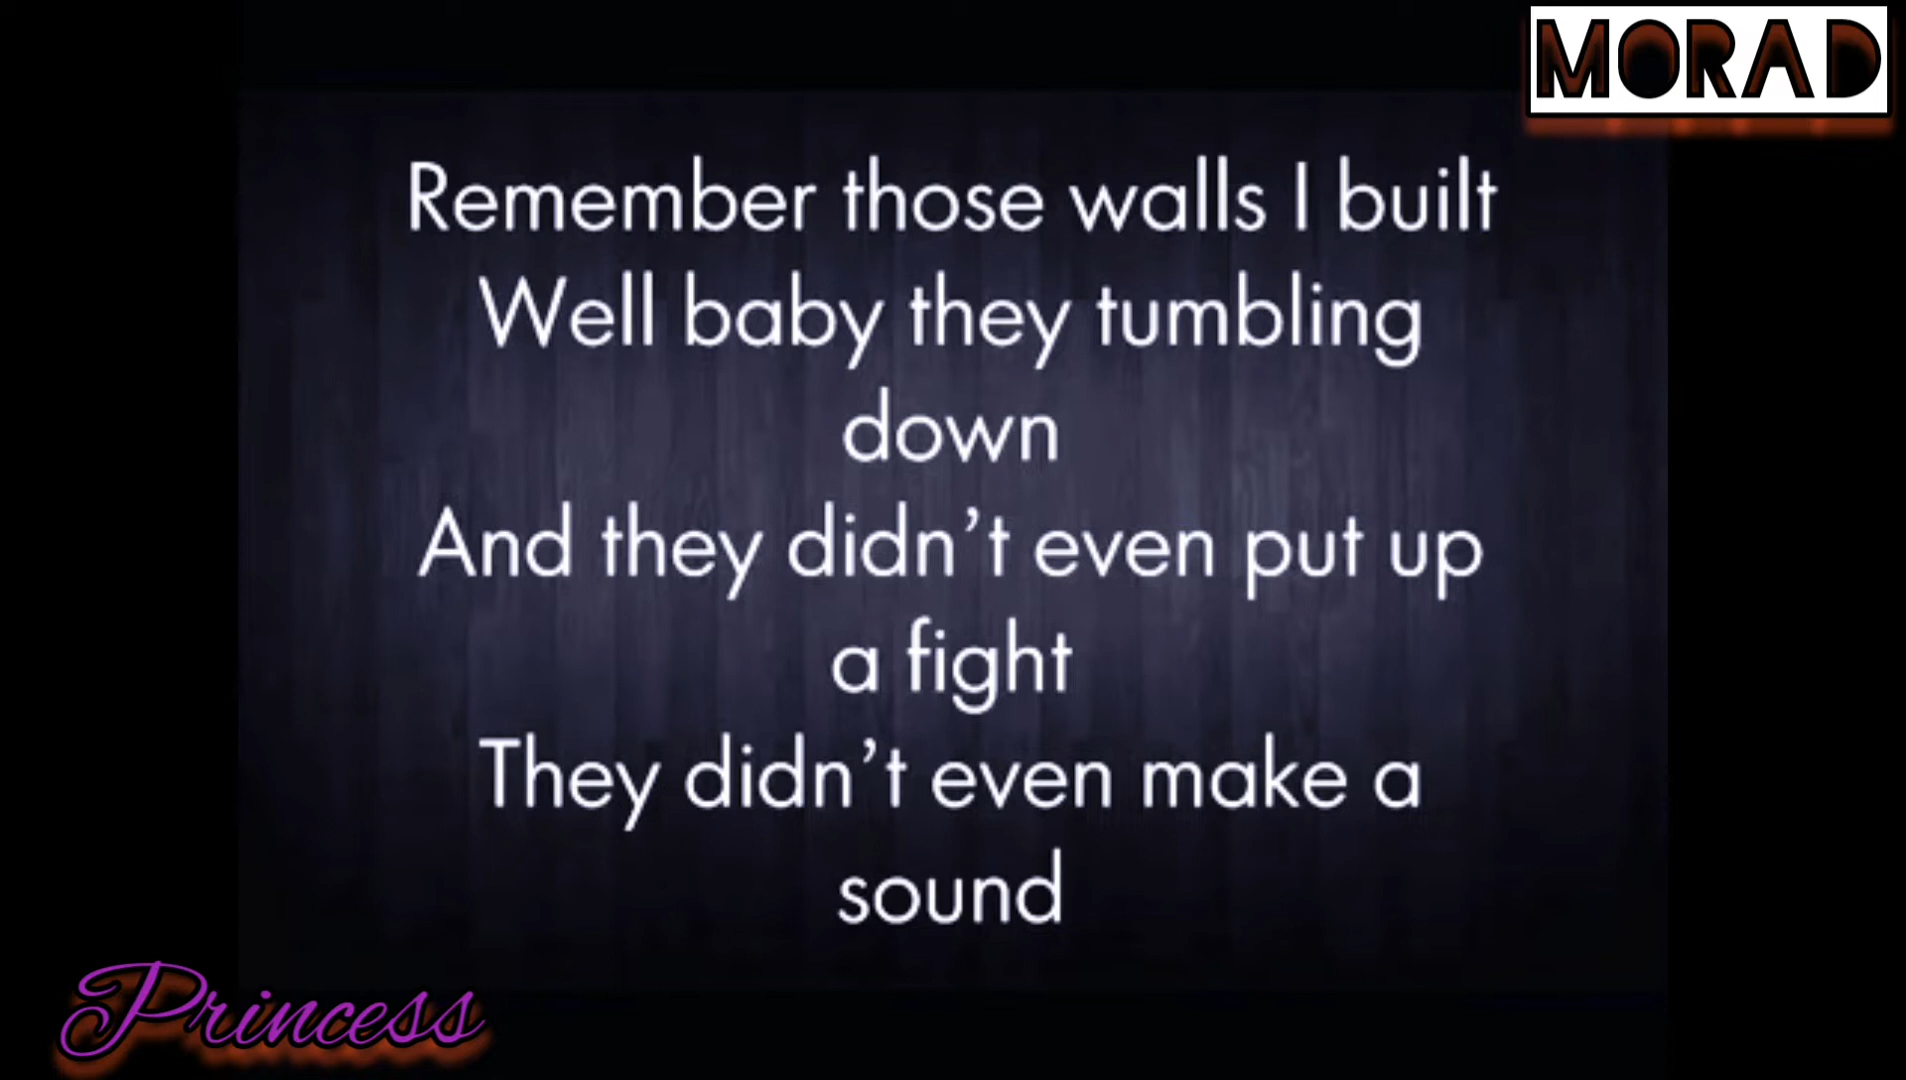 MORAD
Remember those walls I built
Well baby they tumbling
down
And they didn’t even put up
a fight
They didn’t even make a
sound
Princess